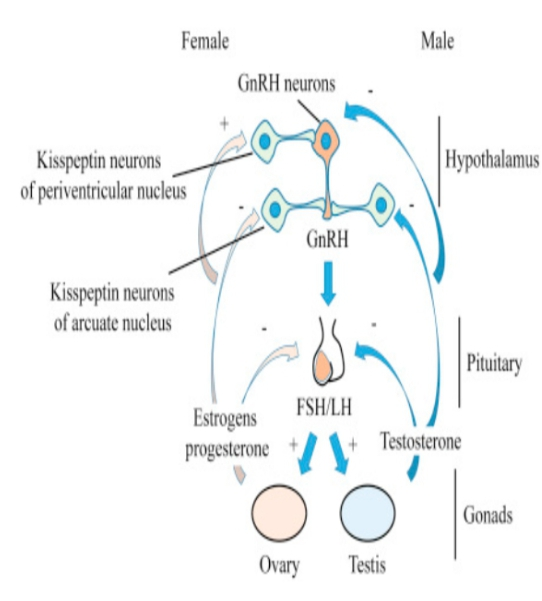 Female
Male
GnRH neurons
-
+
Kisspeptin neurons
of periventricular nucleus
Hypothalamus
-
-
GnRH
Kisspeptin neurons
of arcuate nucleus
-
-
Pituitary
FSH/LH
Estrogens
progesterone
+
+
Testosterone
Gonads
Ovary
Testis